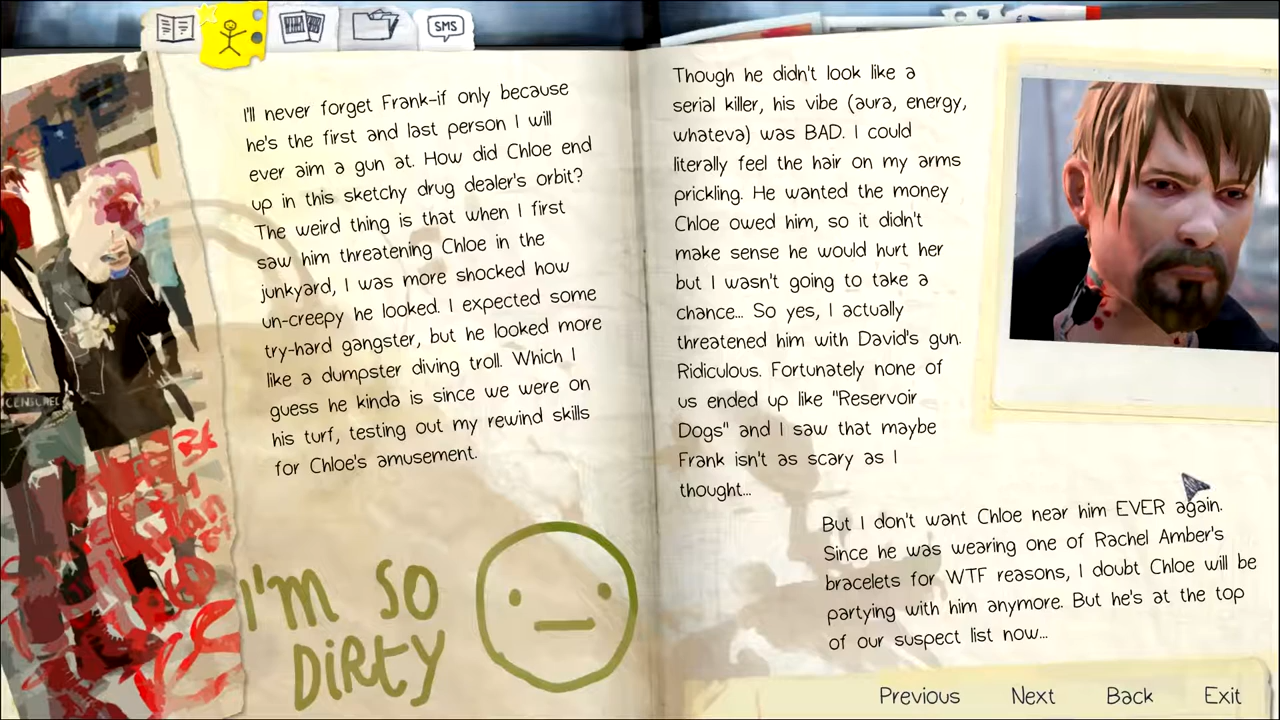 SMS
I'll never forget Frank-if only because
he's the first and last person I will
ever aim a gun at. How did Chloe end
up in this sketchy drug dealer's orbit?
The weird thing is that when I first
saw him threatening Chloe in the
junkyard, I was more shocked how
un-creepy he looked. I expected some
try-hard gangster, but he looked more
like a dumpster diving troll. Which I
guess he kinda is since we were on
his turf, testing out my rewind skills
for Chloe's amusement.
I'M SO
DiRtY
Though he didn't look like a
serial killer, his vibe (aura, energy,
whateva) was BAD. I could
literally feel the hair on my arms
prickling. He wanted the money
Chloe owed him, so it didn't
make sense he would hurt her
but I wasn't going to take a
chance... So yes, I actually
threatened him with David's gun.
Ridiculous. Fortunately none of
us ended up like "Reservoir
Dogs" and I saw that maybe
Frank isn't as scary as I
thought...
But I don't want Chloe near him EVER again.
Since he was wearing one of Rachel Amber's
bracelets for WTF reasons, I doubt Chloe will be
partying with him anymore. But he's at the top
of our suspect list now...
Previous Next Back Exit